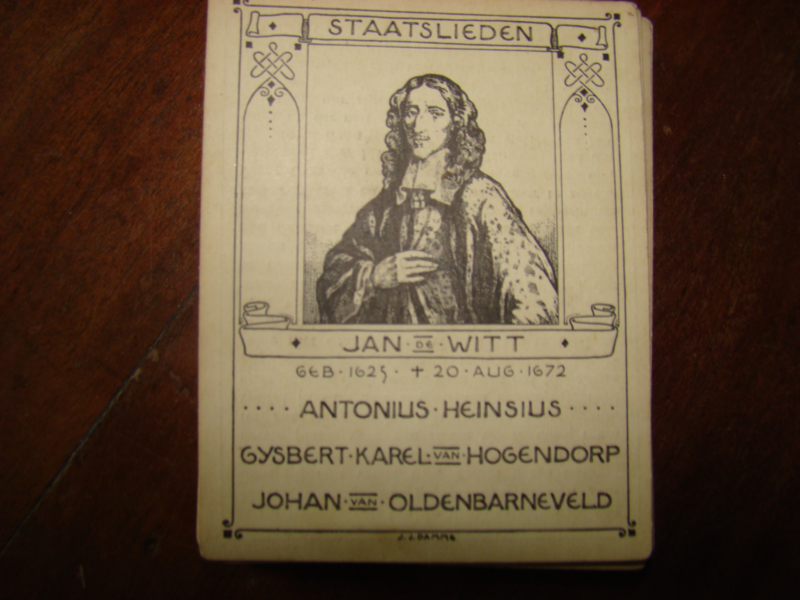 STAATSLIEDEN
JAN·DE·WITT
GEB·1625·✝20·AUG·1672
····ANTONIUS·HEINSIUS····
GYSBERT·KAREL·VAN·HOGENDORP
JOHAN·VAN·OLDENBARNEVELD